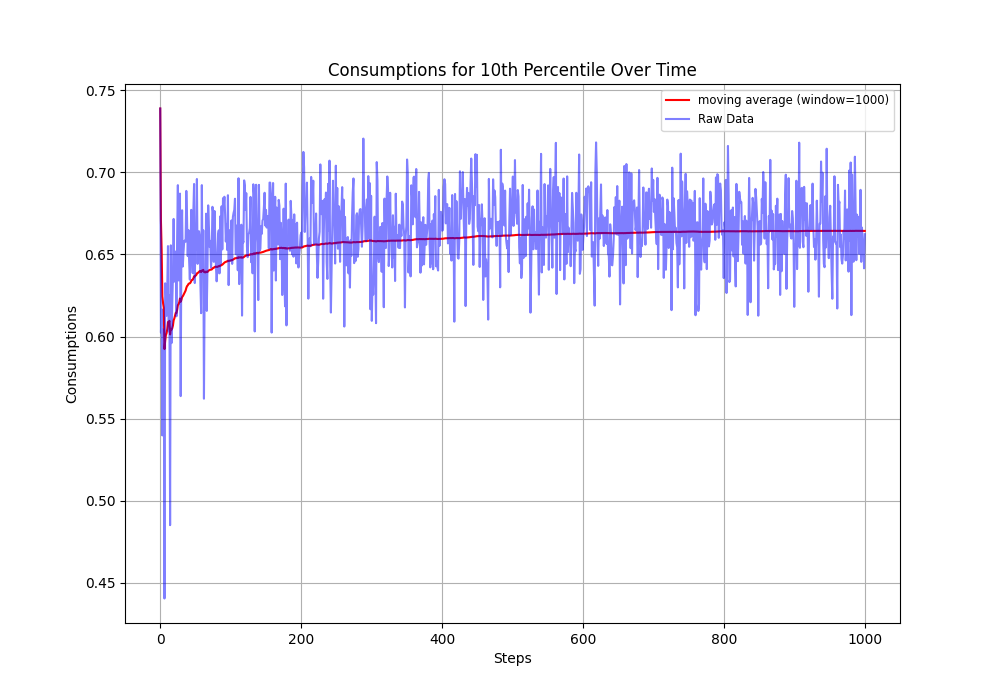 Consumptions for 10th Percentile Over Time
moving average (window=1000)
Raw Data
Consumptions
0.75
0.70
0.65
0.60
0.55
0.50
0.45
0
200
400
600
800
1000
Steps